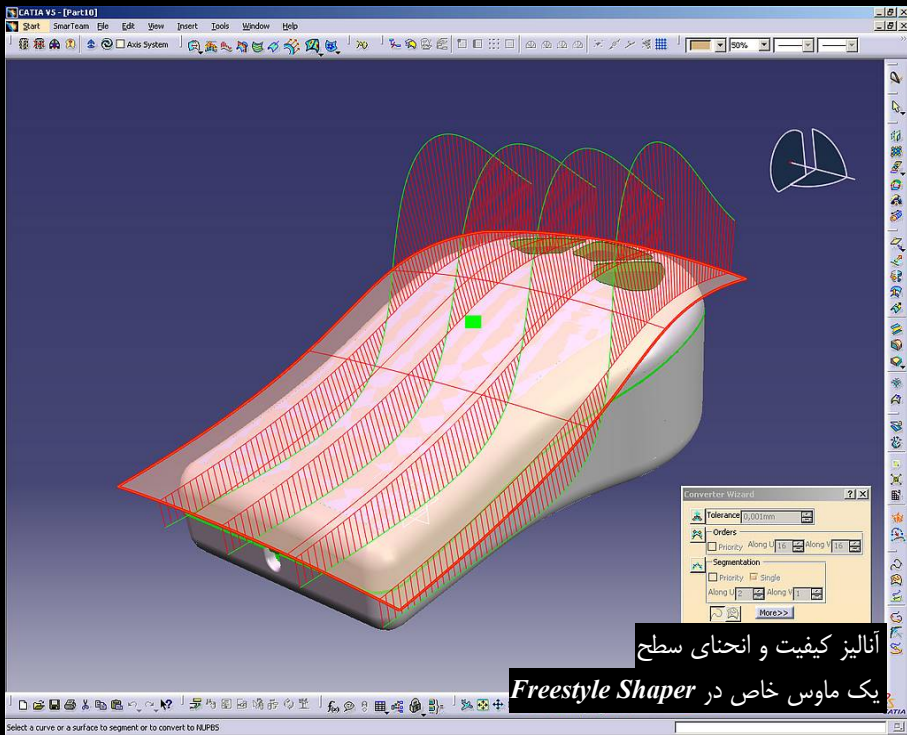 CATIA V5 - [Part10]
Start SmarTeam File Edit View Insert Tools Window Help
Axis System
50%
Converter Wizard
Tolerance 0,001mm
Orders
Priority Along U 16 Along V 16
Segmentation
Priority Single
Along U 2 Along V 1
More>>
آنالیز کیفیت و انحنای سطح
یک ماوس خاص در Freestyle Shaper
CATIA
Select a curve or a surface to segment or to convert to NUPBS